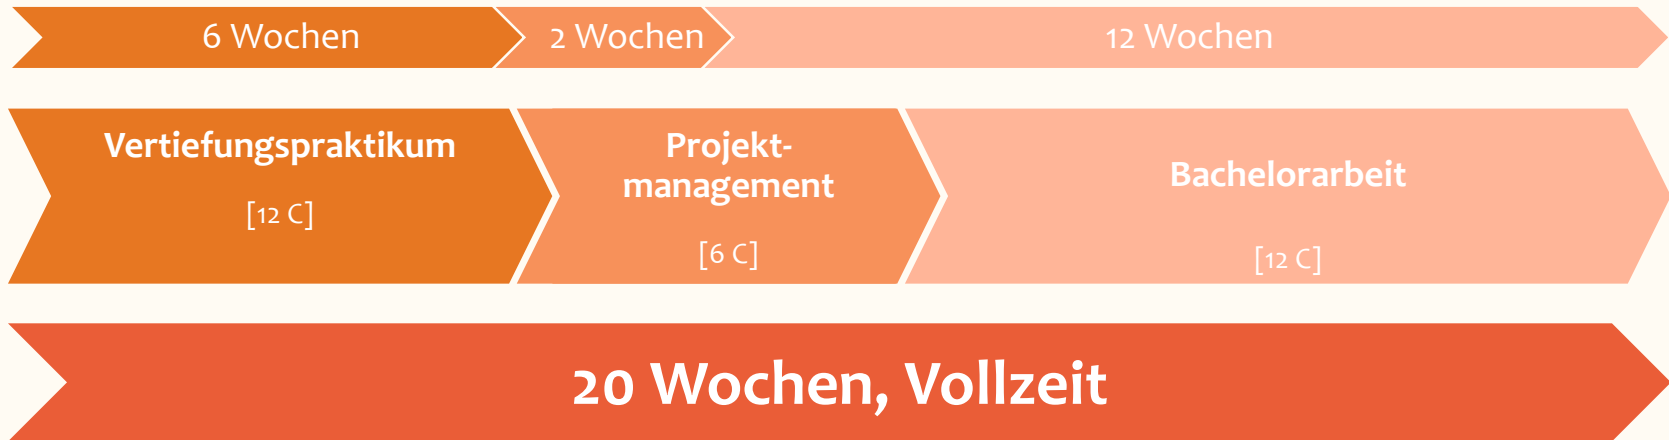 6 Wochen
2 Wochen
12 Wochen
Vertiefungspraktikum
[12 C]
Projekt-
management
[6 C]
Bachelorarbeit
[12 C]
20 Wochen, Vollzeit